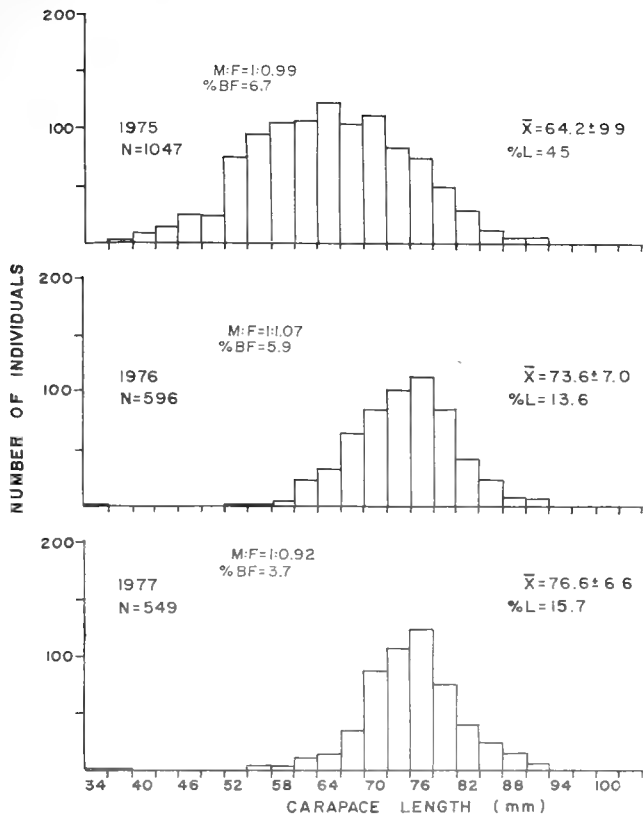 200
M:F=1:0.99
%BF=6.7
1975
N=1047
X̅=64.2±9.9
%L=45
100
200
M:F=1:1.07
%BF=5.9
1976
N=596
X̅=73.6±7.0
%L=13.6
100
NUMBER OF INDIVIDUALS
200
M:F=1:0.92
%BF=3.7
1977
N=549
X̅=76.6±6.6
%L=15.7
100
34 40 46 52 58 64 70 76 82 88 94 100
CARAPACE LENGTH (mm)